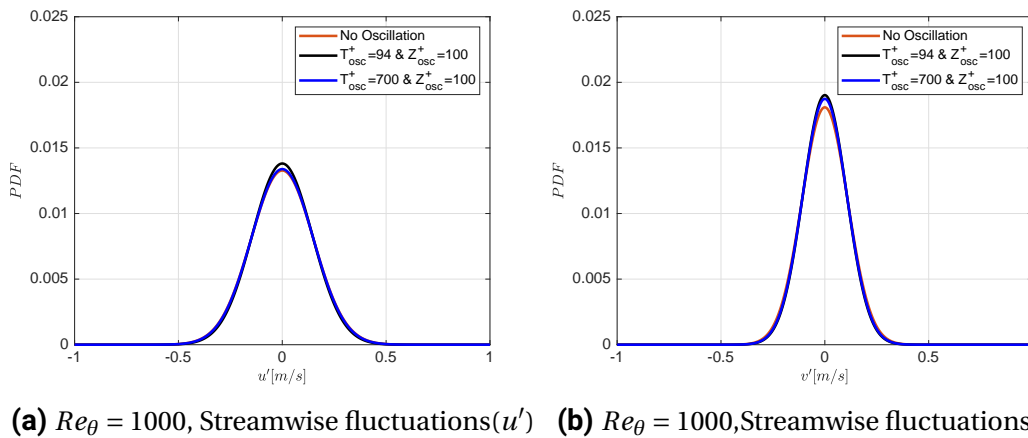 0.025
0.02
0.015
0.01
0.005
0
PDF
No Oscillation
T+osc=94 & Z+osc=100
T+osc=700 & Z+osc=100
-1 -0.5 0 0.5 1
u'[m/s]
0.025
0.02
0.015
0.01
0.005
0
PDF
No Oscillation
T+osc=94 & Z+osc=100
T+osc=700 & Z+osc=100
-1 -0.5 0 0.5
v'[m/s]
(a) Reθ = 1000, Streamwise fluctuations(u')
(b) Reθ = 1000,Streamwise fluctuations